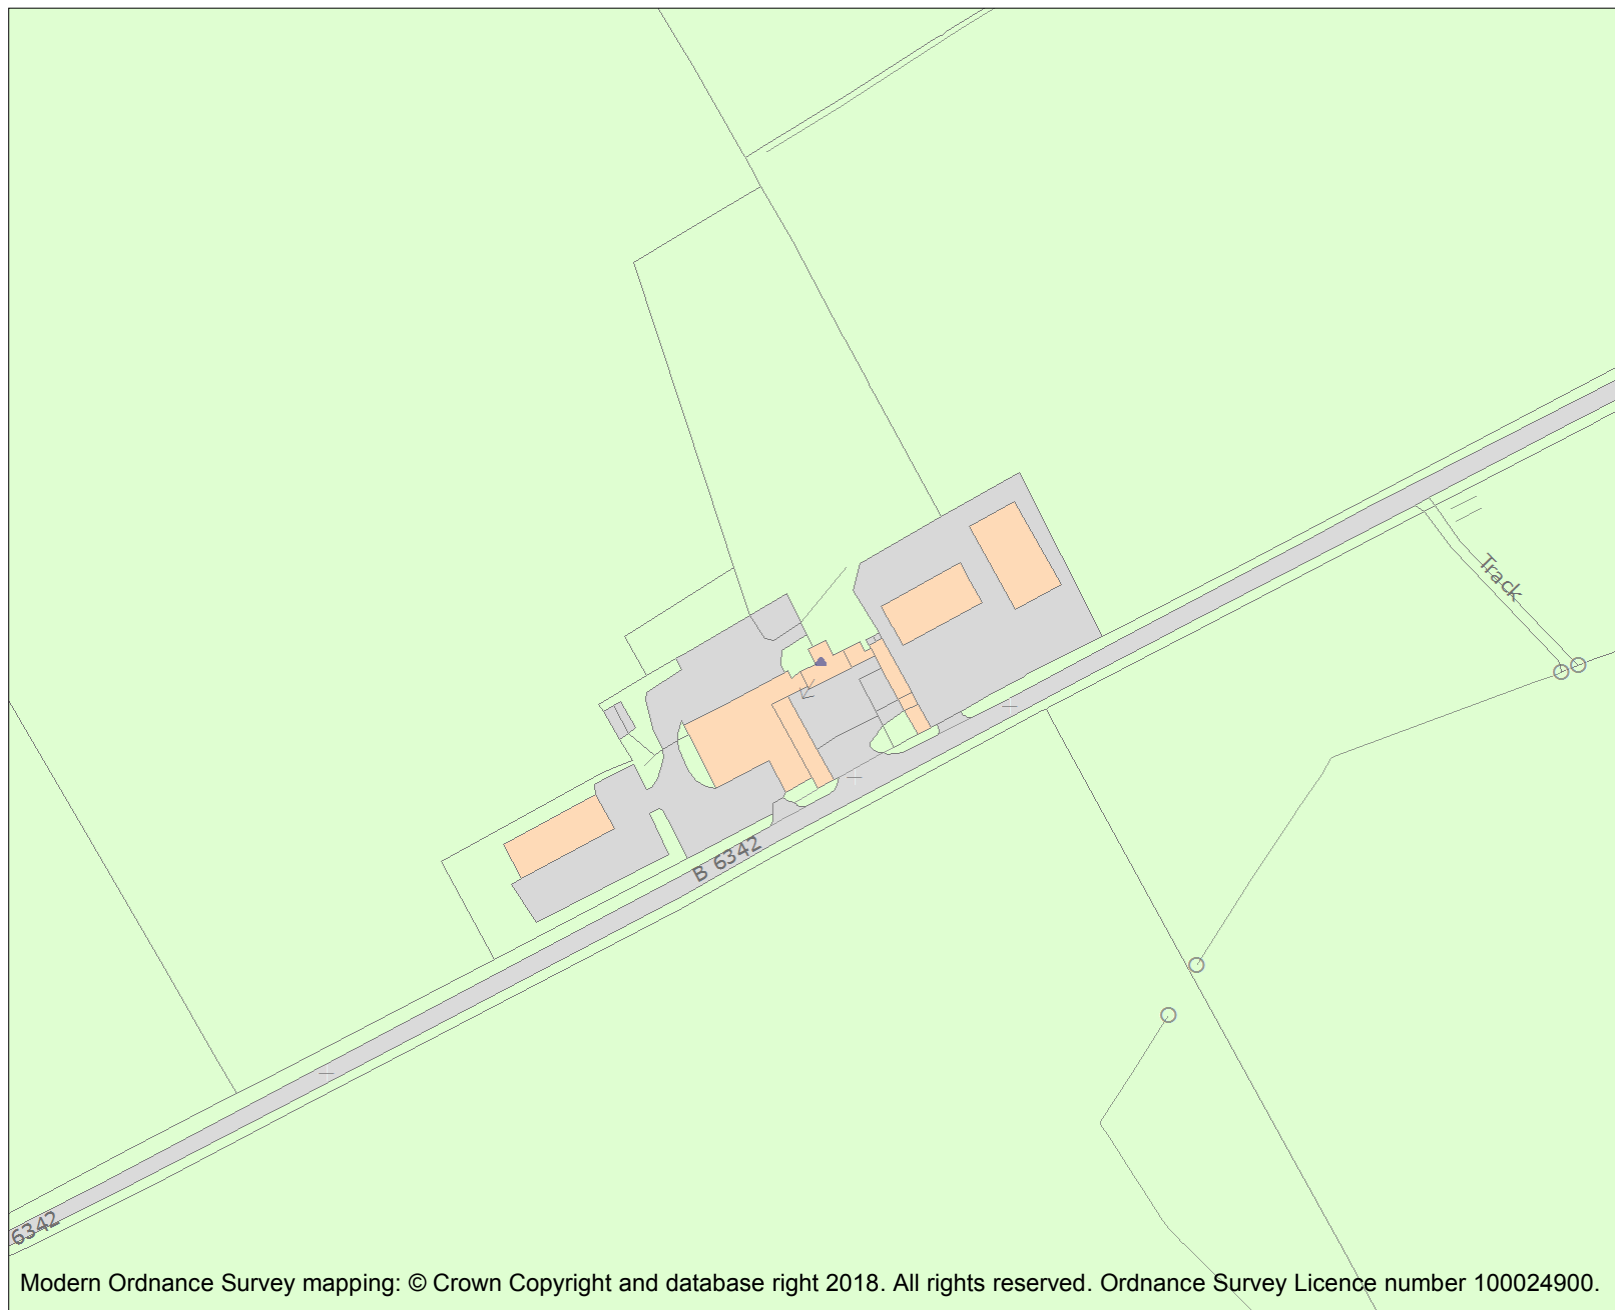 Track
B 6342
6342
Modern Ordnance Survey mapping: © Crown Copyright and database right 2018. All rights reserved. Ordnance Survey Licence number 100024900.